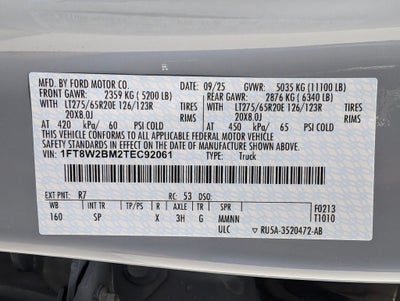 MFD. BY FORD MOTOR CO. 09/25 GVWR: 5035 KG (11100 LB)
FRONT GAWR: 2359 KG ( 5200 LB) REAR GAWR: 2876 KG ( 6340 LB)
WITH LT275/65R20E 126/123R TIRES WITH LT275/65R20E 126/123R TIRES
20X8.0J RIMS 20X8.0J RIMS
AT 420 kPa/ 60 PSI COLD AT 450 kPa/ 65 PSI COLD
THIS VEHICLE CONFORMS TO ALL APPLICABLE FEDERAL MOTOR VEHICLE
SAFETY STANDARDS IN EFFECT ON THE DATE OF MANUFACTURE SHOWN ABOVE.
VIN: 1FT8W2BM2TEC92061 TYPE: Truck
EXT PNT: R7 RC: 53 DSO: F0213
WB INT TR TP/PS R AXLE TR SPR T1010
160 SP X 3H G MMNN
ULC RU5A-3520472-AB